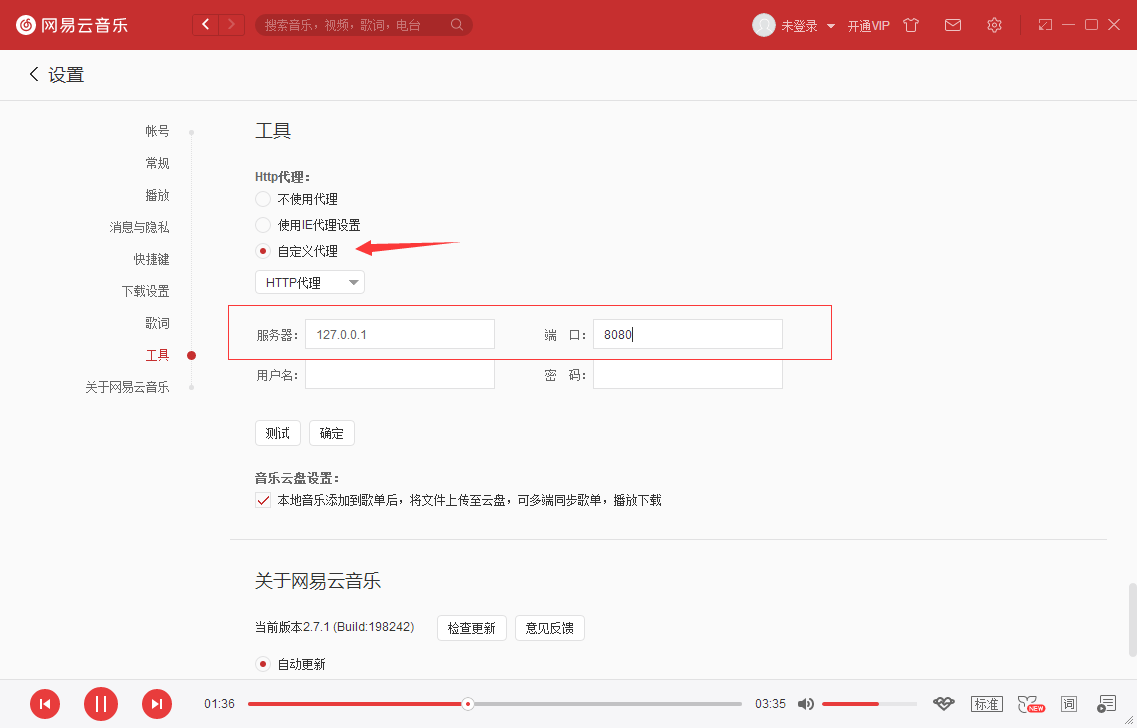 网易云音乐
搜索音乐，视频，歌词，电台
未登录
开通VIP
设置
帐号
常规
播放
消息与隐私
快捷键
下载设置
歌词
工具
关于网易云音乐
工具
Http代理：
不使用代理
使用IE代理设置
自定义代理
HTTP代理
服务器： 127.0.0.1 端 口： 8080
用户名： 密 码：
测试 确定
音乐云盘设置：
本地音乐添加到歌单后，将文件上传至云盘，可多端同步歌单，播放下载
关于网易云音乐
当前版本2.7.1 (Build:198242) 检查更新 意见反馈
自动更新
01:36 03:35 标准 NEW 词